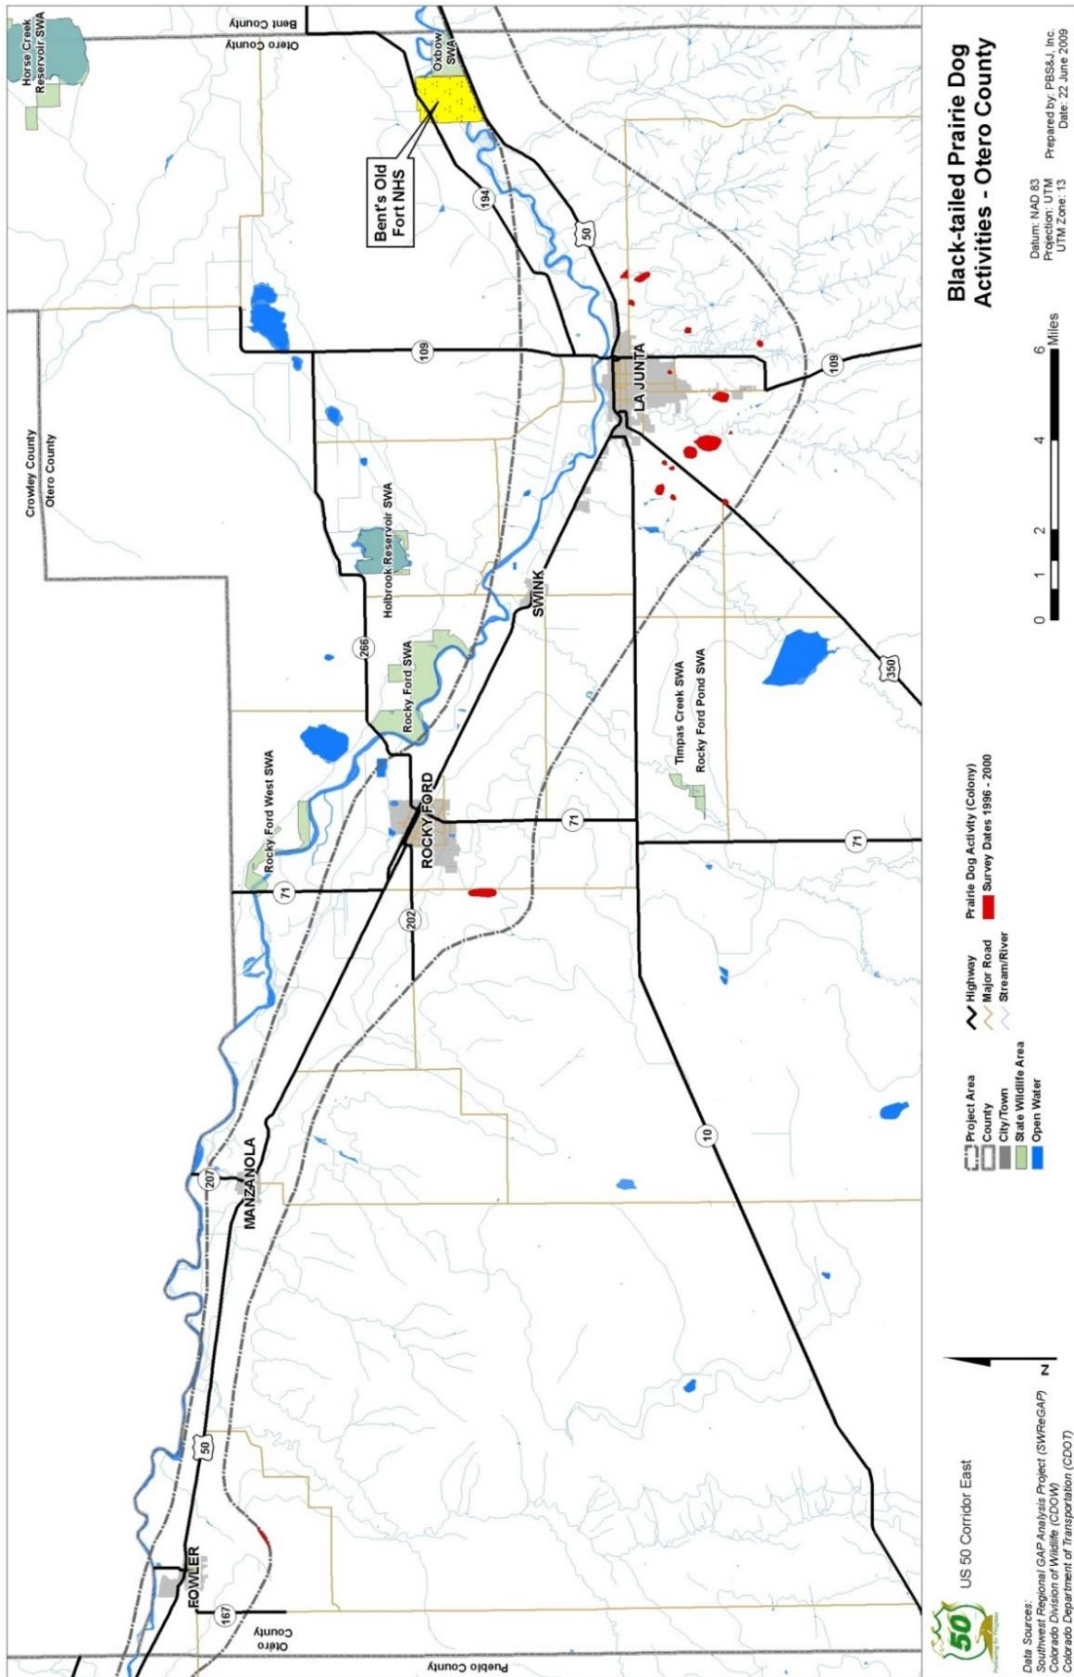 Horse Creek
Reservoir SWA
Bent County
Otero County
Oxbow
SWA
Bent's Old
Fort NHS
194
50
Crowley County
Otero County
109
LA JUNTA
109
Holbrook Reservoir SWA
SWINK
266
Rocky Ford SWA
350
Timpas Creek SWA
Rocky Ford Pond SWA
Rocky Ford West SWA
ROCKY FORD
71
71
71
202
10
207
MANZANOLA
50
FOWLER
167
Otero
County
Pueblo County
Black-tailed Prairie Dog
Activities - Otero County
Datum: NAD 83
Projection: UTM
UTM Zone: 13
Prepared by: PBS&J, Inc.
Date: 22 June 2009
0 1 2 4 6 Miles
Project Area
County
City/Town
State Wildlife Area
Open Water
Highway
Major Road
Stream/River
Prairie Dog Activity (Colony)
Survey Dates 1996 - 2000
N
50
US 50 Corridor East
Data Sources:
Southwest Regional GAP Analysis Project (SWReGAP)
Colorado Division of Wildlife (CDOW)
Colorado Department of Transportation (CDOT)